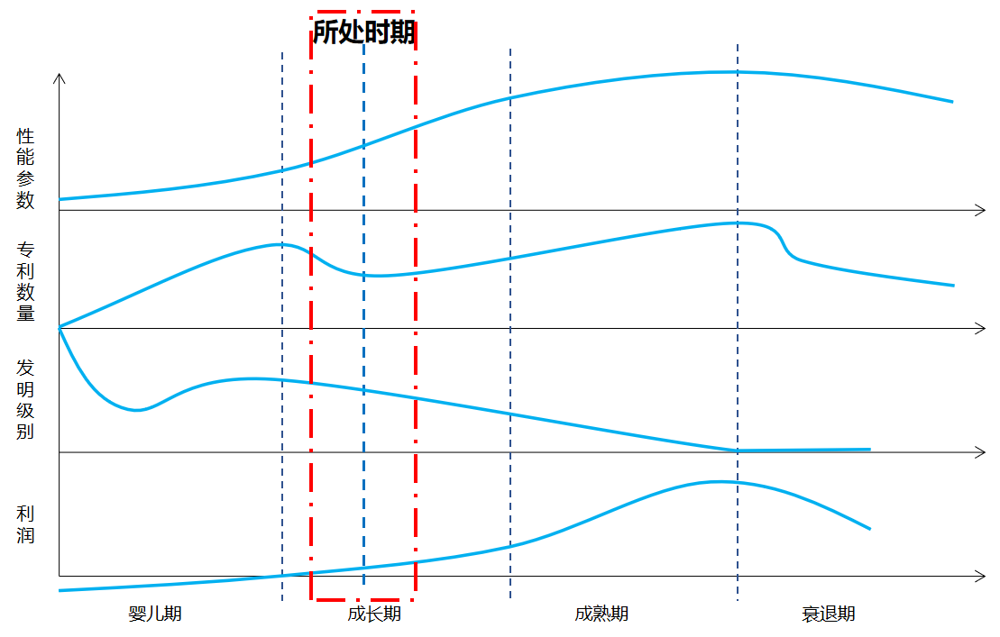 所处时期
性能参数
专利数量
发明级别
利润
婴儿期
成长期
成熟期
衰退期